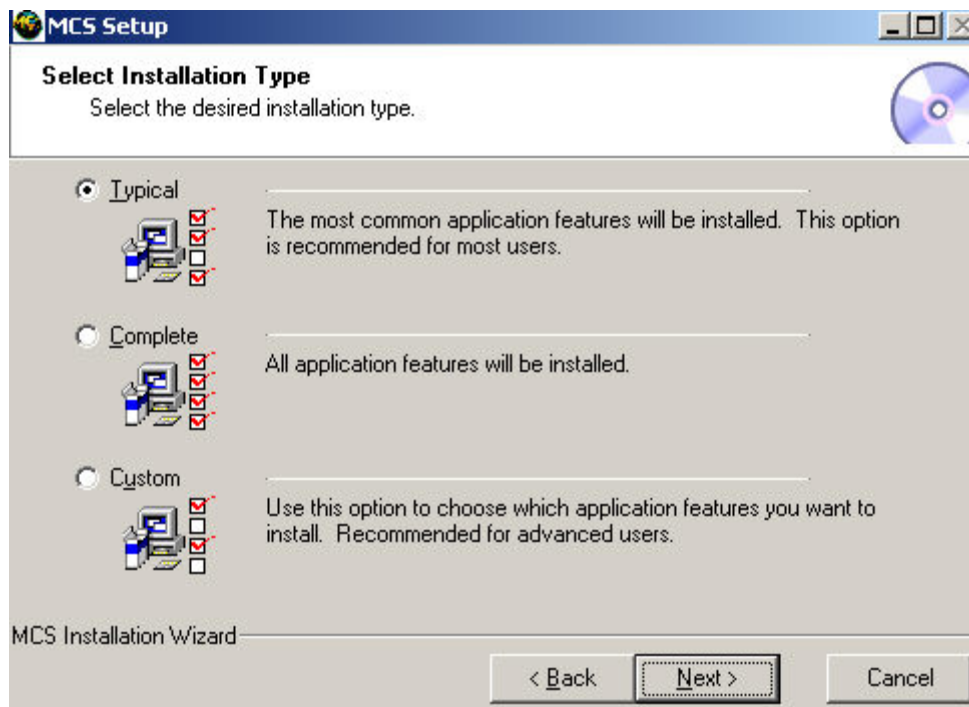 MCS Setup
Select Installation Type
Select the desired installation type.
Typical
The most common application features will be installed.  This option
is recommended for most users.
Complete
All application features will be installed.
Custom
Use this option to choose which application features you want to
install.  Recommended for advanced users.
MCS Installation Wizard
< Back
Next >
Cancel